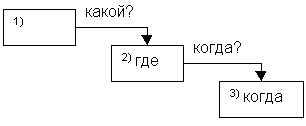 какой?
1)
когда?
2) где
3) когда